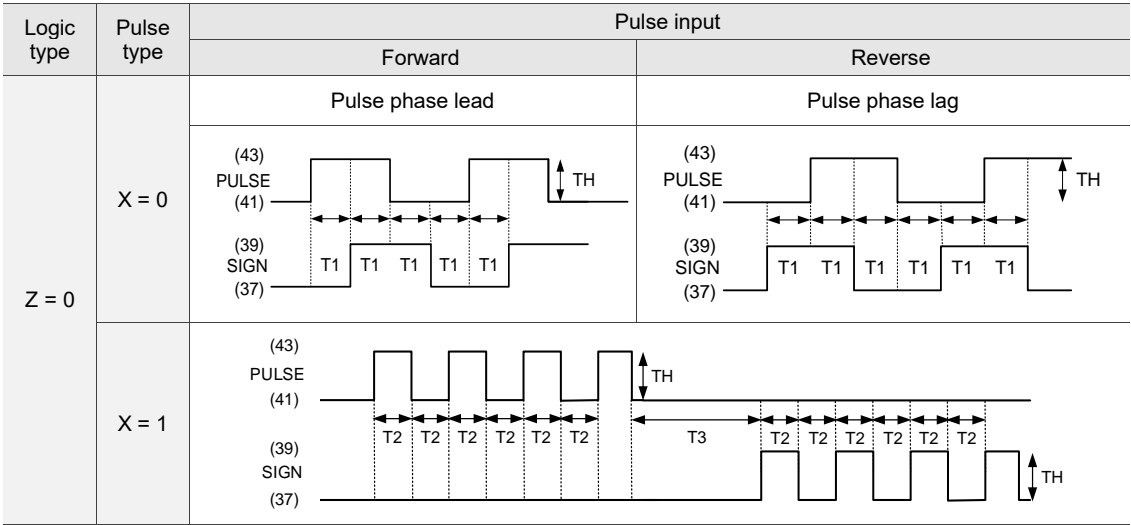 Logic type
Pulse type
Pulse input
Forward
Reverse
Z = 0
X = 0
Pulse phase lead
Pulse phase lag
(43)
PULSE
(41)
TH
(39)
SIGN
(37)
T1 T1 T1 T1 T1
(43)
PULSE
(41)
TH
(39)
SIGN
(37)
T1 T1 T1 T1 T1 T1
X = 1
(43)
PULSE
(41)
TH
T2 T2 T2 T2 T2 T2 T3 T2 T2 T2 T2 T2 T2
(39)
SIGN
(37)
TH